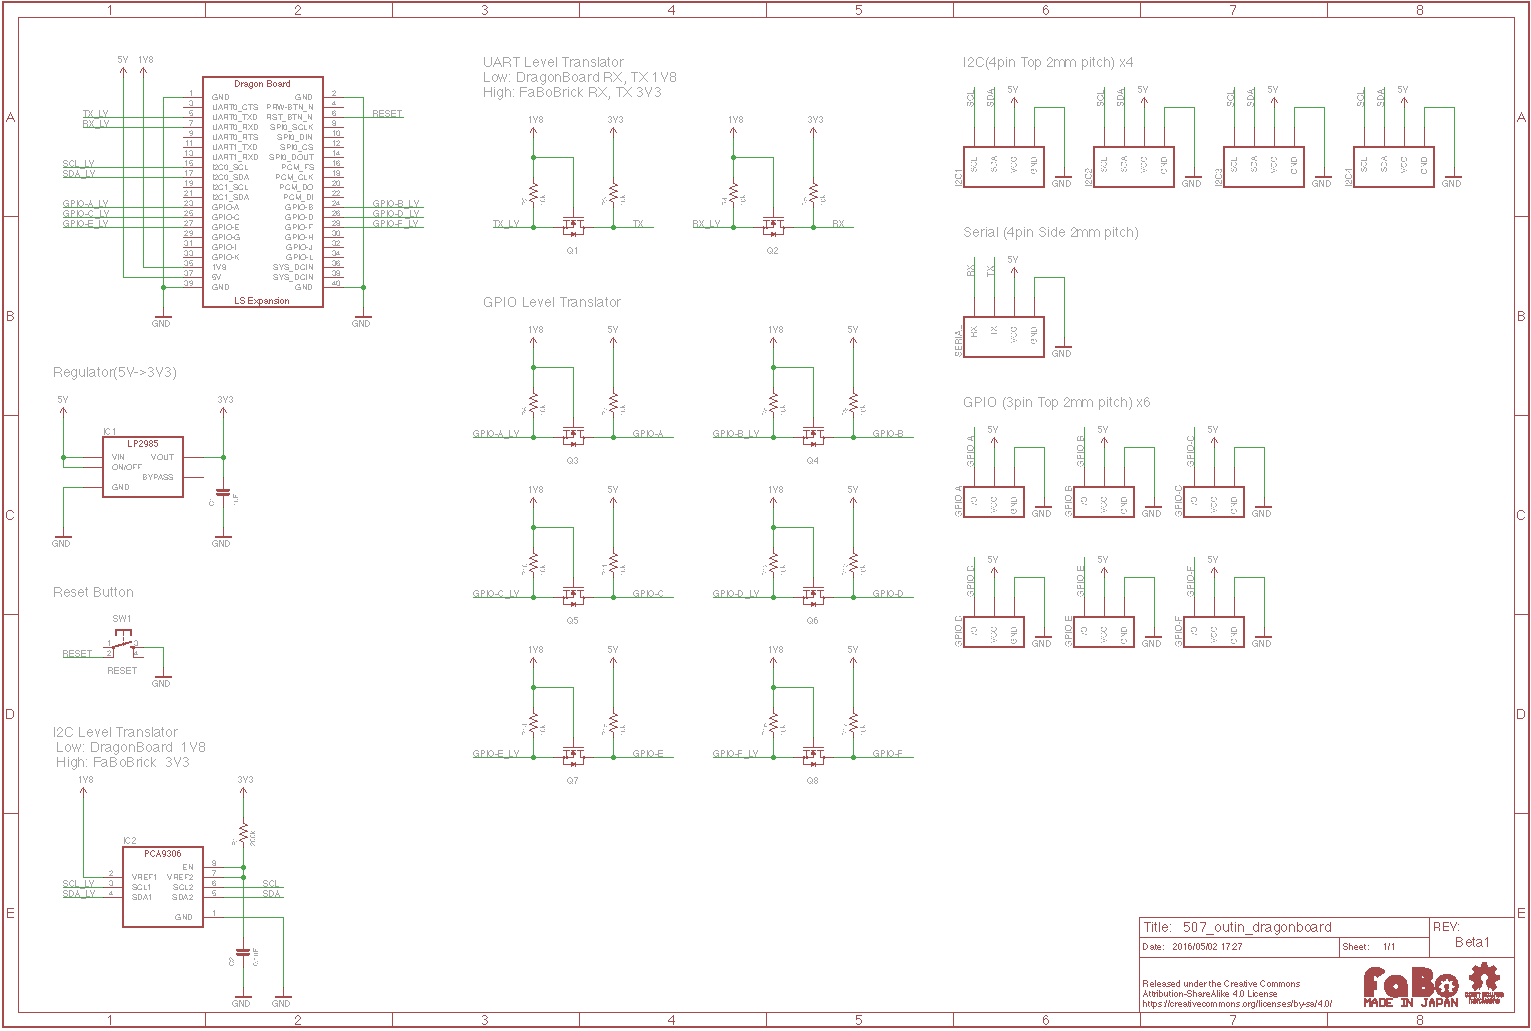 1 2 3 4 5 6 7 8
A
B
C
D
E
5V 1V8
Dragon Board
1 GND GND 2
3 UART0_CTS PRW-BTN_N 4
TX_LV 5 UART0_TXD RST_BTN_N 6 RESET
RX_LV 7 UART0_RXD SPI0_SCLK 8
9 UART0_RTS SPI0_DIN 10
11 UART1_TXD SPI0_CS 12
13 UART1_RXD SPI0_DOUT 14
SCL_LV 15 I2C0_SCL PCM_FS 16
SDA_LV 17 I2C0_SDA PCM_CLK 18
19 I2C1_SCL PCM_DO 20
21 I2C1_SDA PCM_DI 22
GPIO-A_LV 23 GPIO-A GPIO-B 24 GPIO-B_LV
GPIO-C_LV 25 GPIO-C GPIO-D 26 GPIO-D_LV
GPIO-E_LV 27 GPIO-E GPIO-F 28 GPIO-F_LV
29 GPIO-G GPIO-H 30
31 GPIO-I GPIO-J 32
33 GPIO-K GPIO-L 34
35 1V8 SYS_DCIN 36
37 5V SYS_DCIN 38
39 GND GND 40
LS Expansion
GND GND
Regulator(5V->3V3)
5V 3V3
IC1
LP2985
VIN VOUT
ON/OFF
BYPASS
GND
C1 1uF
GND GND
Reset Button
SW1
1 3
RESET 2 4
RESET
GND
I2C Level Translator
Low: DragonBoard 1V8
High: FaBoBrick 3V3
1V8 3V3
R1 200k
IC2
PCA9306
EN 8
2 VREF1 VREF2 7
SCL_LV 3 SCL1 SCL2 6 SCL
SDA_LV 4 SDA1 SDA2 5 SDA
GND 1
C2 0.1uF
GND GND
UART Level Translator
Low: DragonBoard RX, TX 1V8
High: FaBoBrick RX, TX 3V3
1V8 3V3 1V8 3V3
TX_LV TX RX_LV RX
Q1 Q2
GPIO Level Translator
1V8 5V 1V8 5V
GPIO-A_LV GPIO-A GPIO-B_LV GPIO-B
Q3 Q4
1V8 5V 1V8 5V
GPIO-C_LV GPIO-C GPIO-D_LV GPIO-D
Q5 Q6
1V8 5V 1V8 5V
GPIO-E_LV GPIO-E GPIO-F_LV GPIO-F
Q7 Q8
I2C(4pin Top 2mm pitch) x4
SCL SDA 5V SCL SDA 5V SCL SDA 5V SCL SDA 5V
I2C1 SCL SDA VCC GND GND
I2C2 SCL SDA VCC GND GND
I2C3 SCL SDA VCC GND GND
I2C4 SCL SDA VCC GND GND
Serial (4pin Side 2mm pitch)
RX TX 5V
SERIAL RX TX VCC GND GND
GPIO (3pin Top 2mm pitch) x6
GPIO-A 5V GPIO-B 5V GPIO-C 5V
GPIO_A VCC GND GND
GPIO_B VCC GND GND
GPIO-C VCC GND GND
GPIO-D 5V GPIO-E 5V GPIO-F 5V
GPIO_D VCC GND GND
GPIO_E VCC GND GND
GPIO-F VCC GND GND
Title: 507_outin_dragonboard
REV:
Beta1
Date: 2016/05/02 17:27
Sheet: 1/1
Released under the Creative Commons
Attribution-ShareAlike 4.0 License
https://creativecommons.org/licenses/by-sa/4.0/
FaBo
MADE IN JAPAN
A
B
C
D
E
1 2 3 4 5 6 7 8